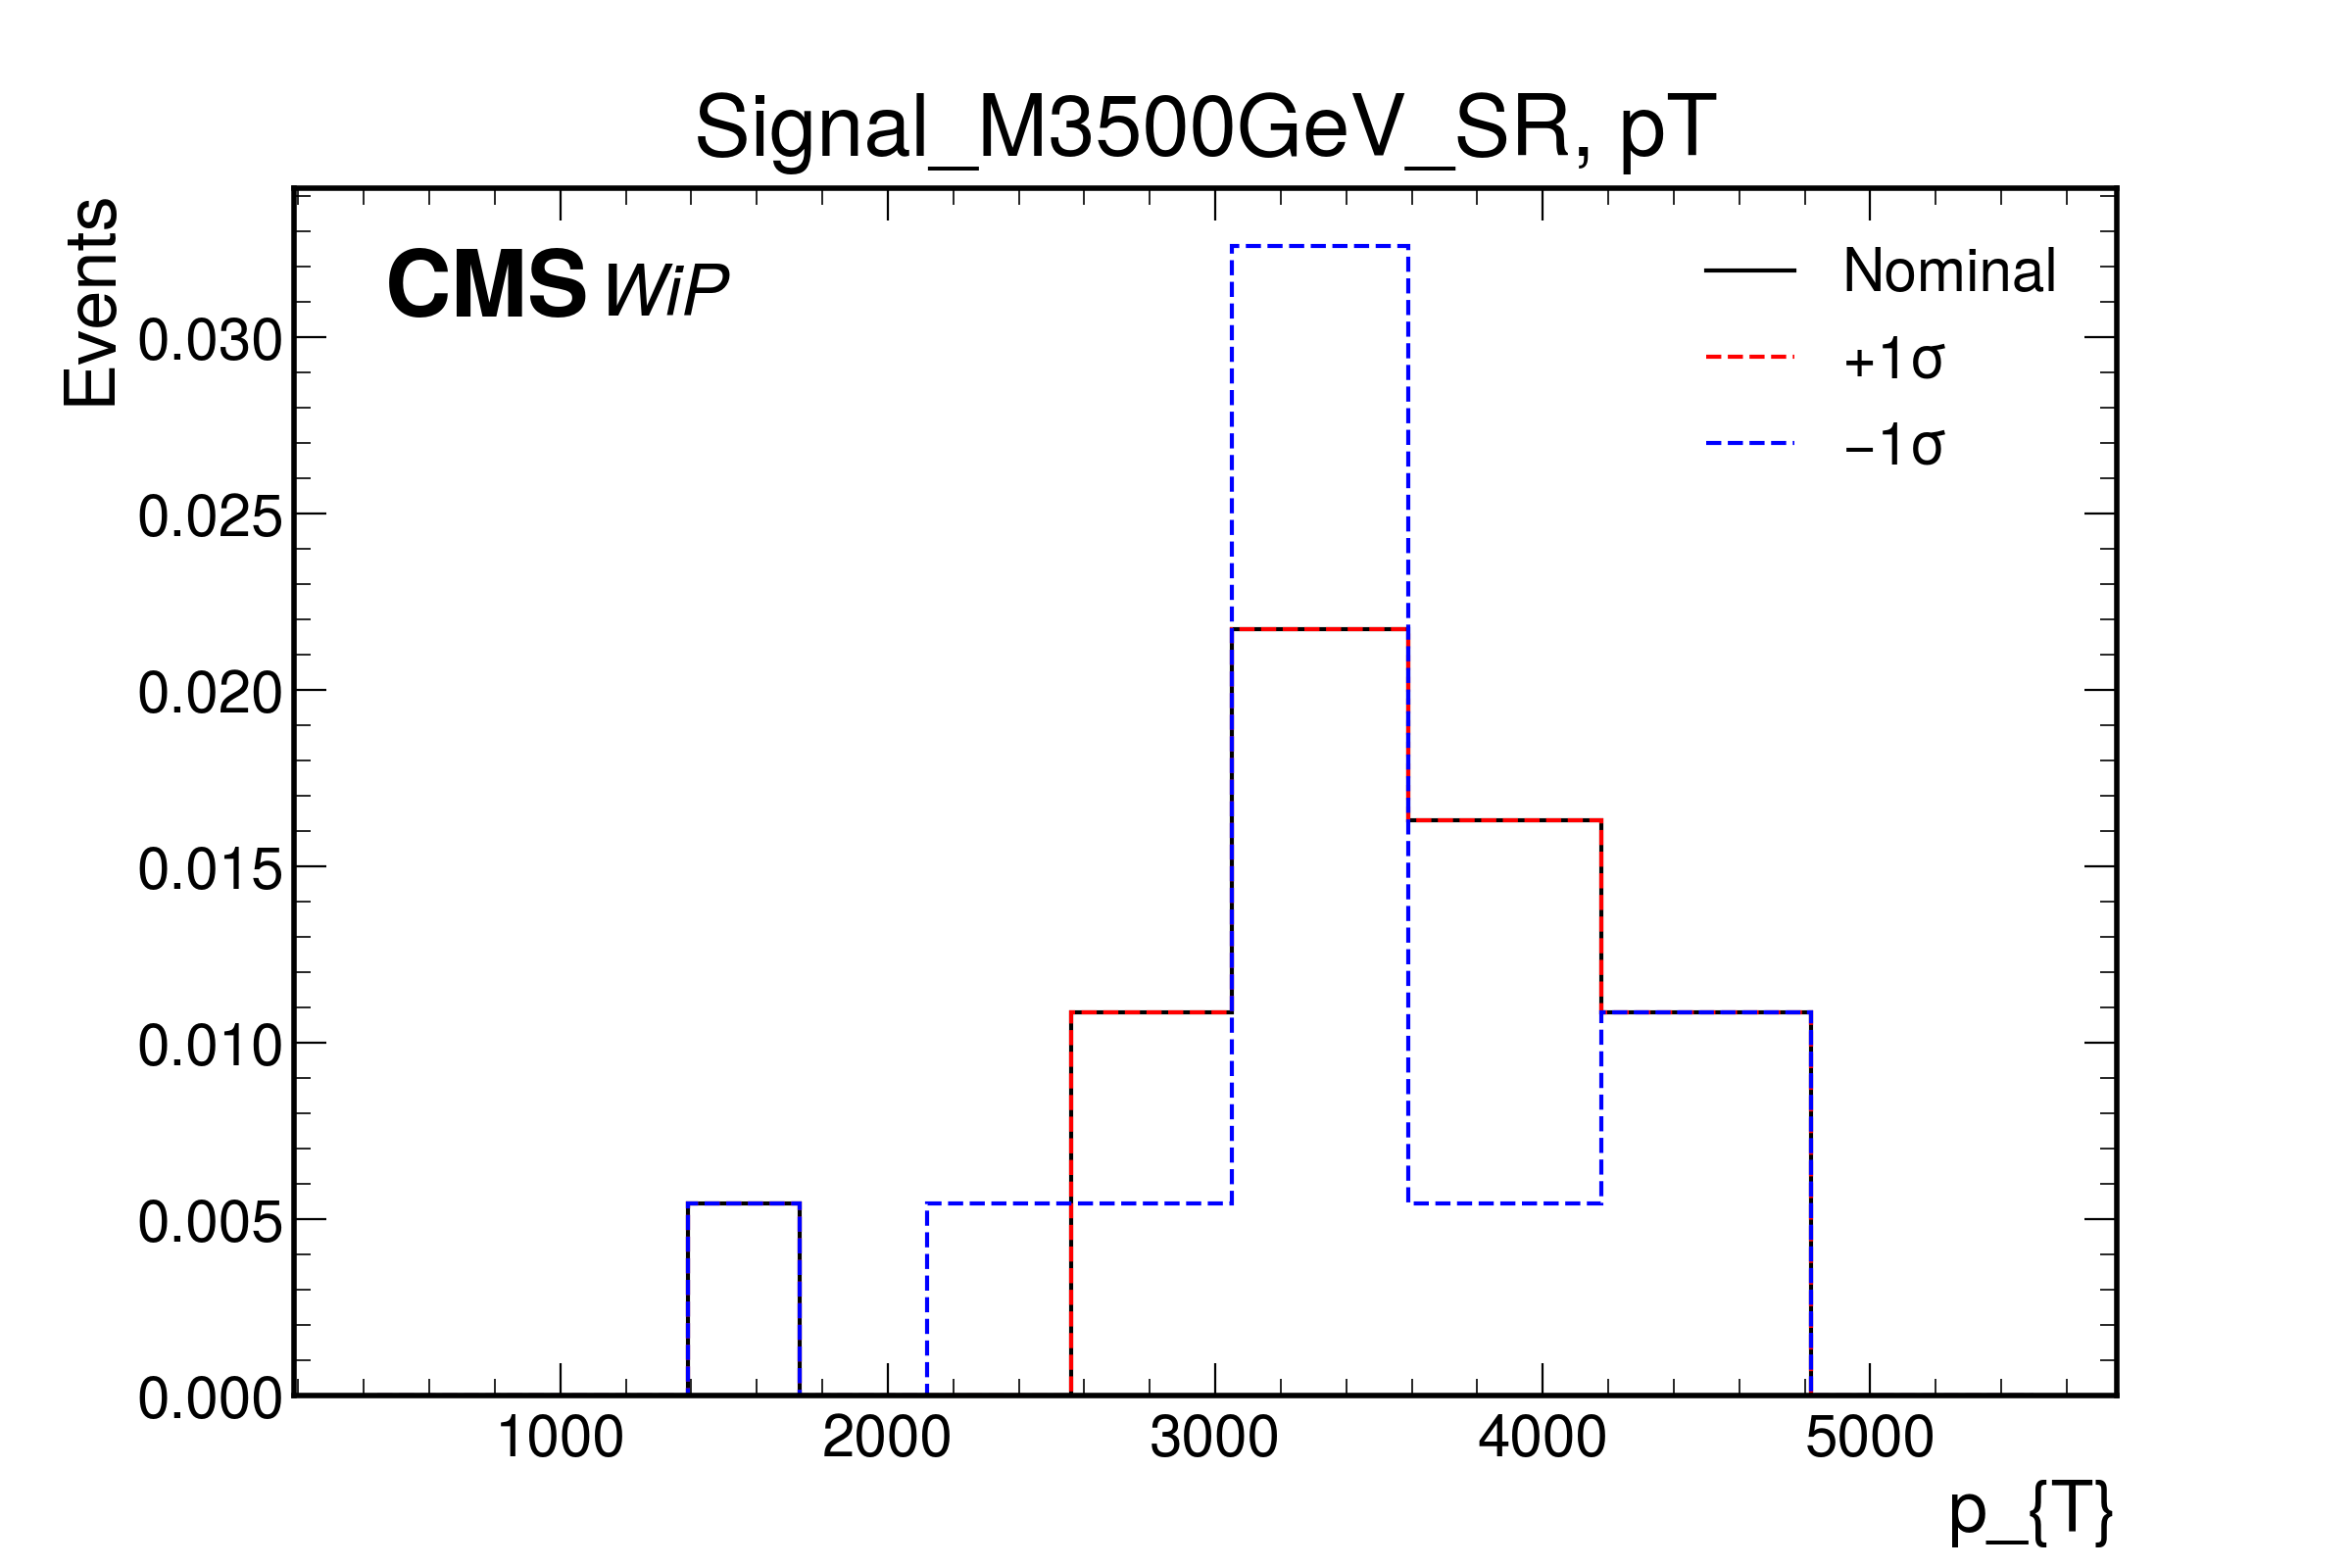 Signal_M3500GeV_SR, pT
Events
CMS WiP
Nominal
+1σ
−1σ
0.030
0.025
0.020
0.015
0.010
0.005
0.000
1000 2000 3000 4000 5000
p_{T}